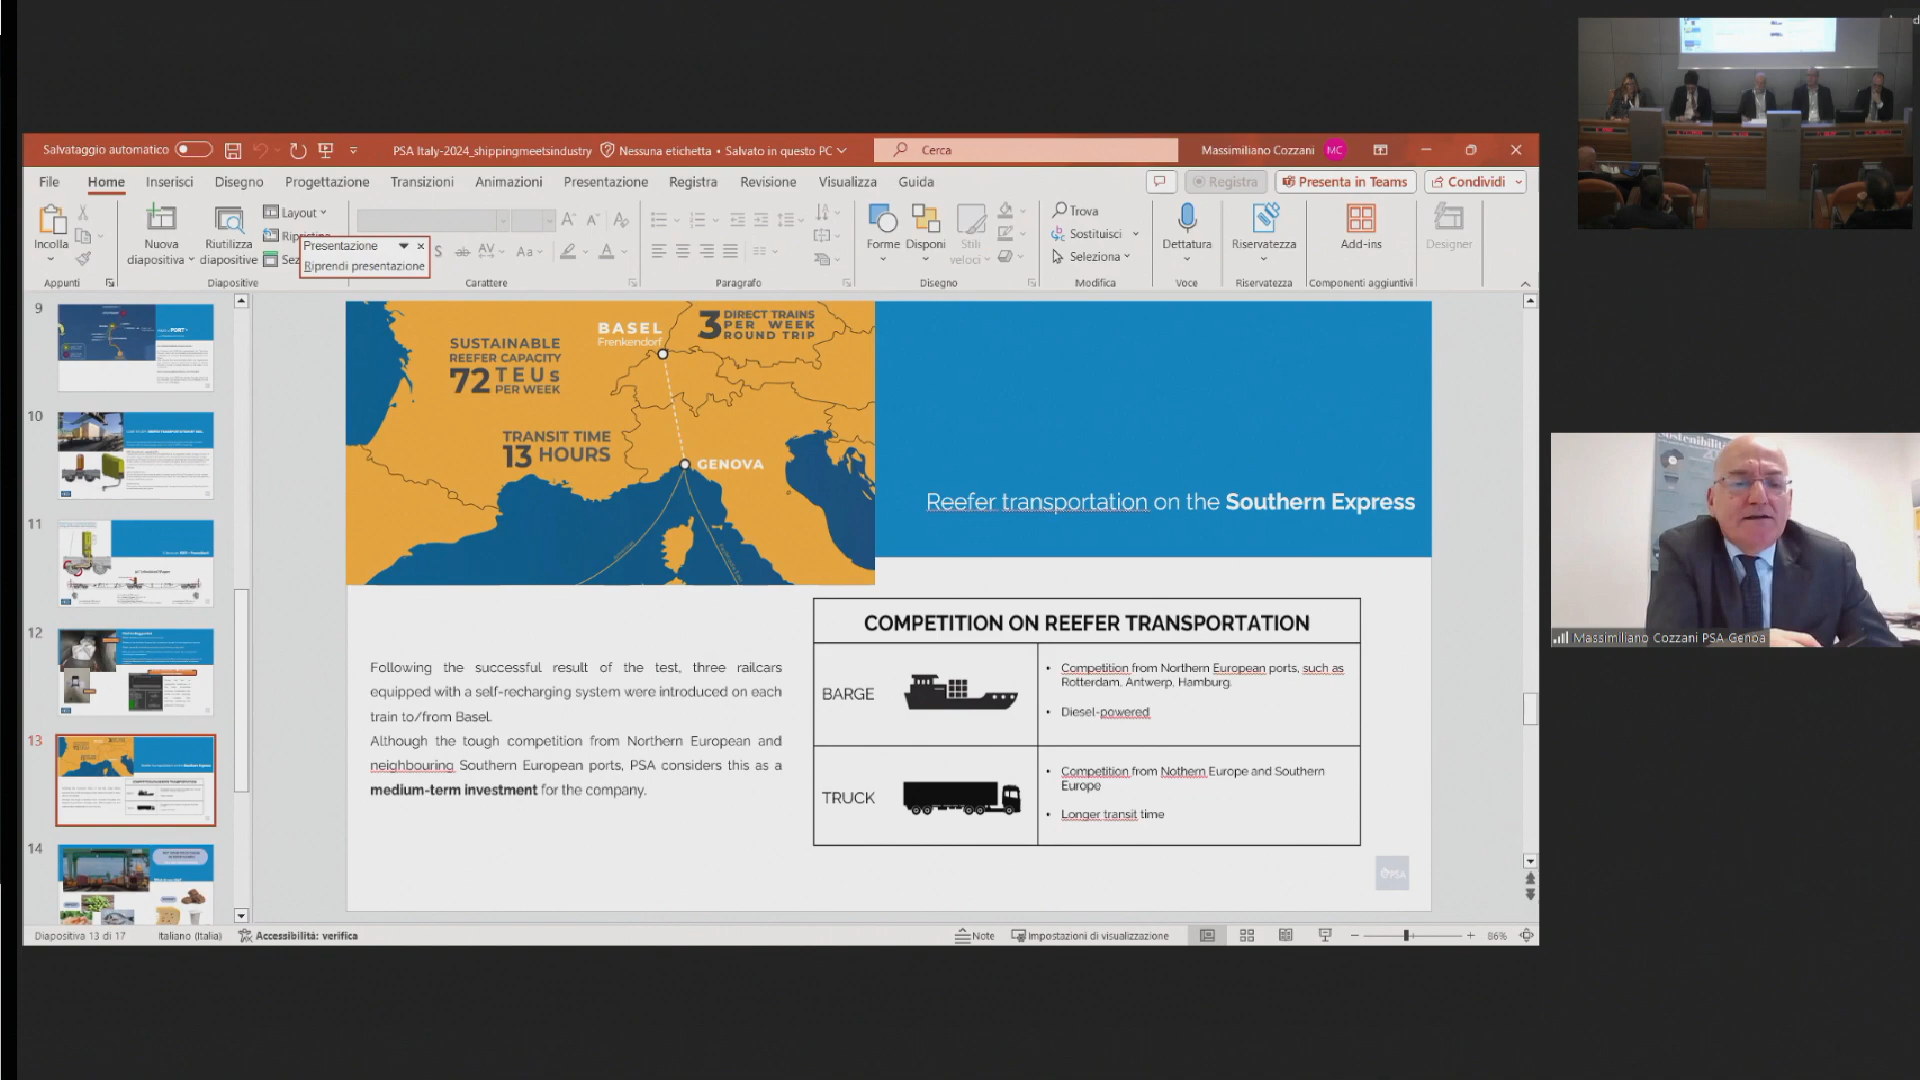 Salvataggio automatico
PSA Italy-2024_shippingmeetsindustry
Nessuna etichetta • Salvato in questo PC
Cerca
Massimiliano Cozzani
MC
File
Home
Inserisci
Disegno
Progettazione
Transizioni
Animazioni
Presentazione
Registra
Revisione
Visualizza
Guida
Registra
Presenta in Teams
Condividi
Incolla
Nuova
diapositiva
Riutilizza
diapositive
Layout
Presentazione
Riprendi presentazione
Forme
Disponi
Stili
veloci
Trova
Sostituisci
Seleziona
Dettatura
Riservatezza
Add-ins
Designer
Appunti
Diapositive
Carattere
Paragrafo
Disegno
Modifica
Voce
Riservatezza
Componenti aggiuntivi
9
10
11
12
13
14
BASEL
Frenkendorf
3 DIRECT TRAINS
PER WEEK
ROUND TRIP
SUSTAINABLE
REEFER CAPACITY
72 TEUs
PER WEEK
TRANSIT TIME
13 HOURS
GENOVA
Reefer transportation on the Southern Express
Following the successful result of the test, three railcars
equipped with a self-recharging system were introduced on each
train to/from Basel.
Although the tough competition from Northern European and
neighbouring Southern European ports, PSA considers this as a
medium-term investment for the company.
COMPETITION ON REEFER TRANSPORTATION
BARGE
• Competition from Northern European ports, such as
Rotterdam, Antwerp, Hamburg.
• Diesel-powered
TRUCK
• Competition from Nothern Europe and Southern
Europe
• Longer transit time
PSA
Diapositiva 13 di 17
Italiano (Italia)
Accessibilità: verifica
Note
Impostazioni di visualizzazione
86%
Massimiliano Cozzani PSA Genoa